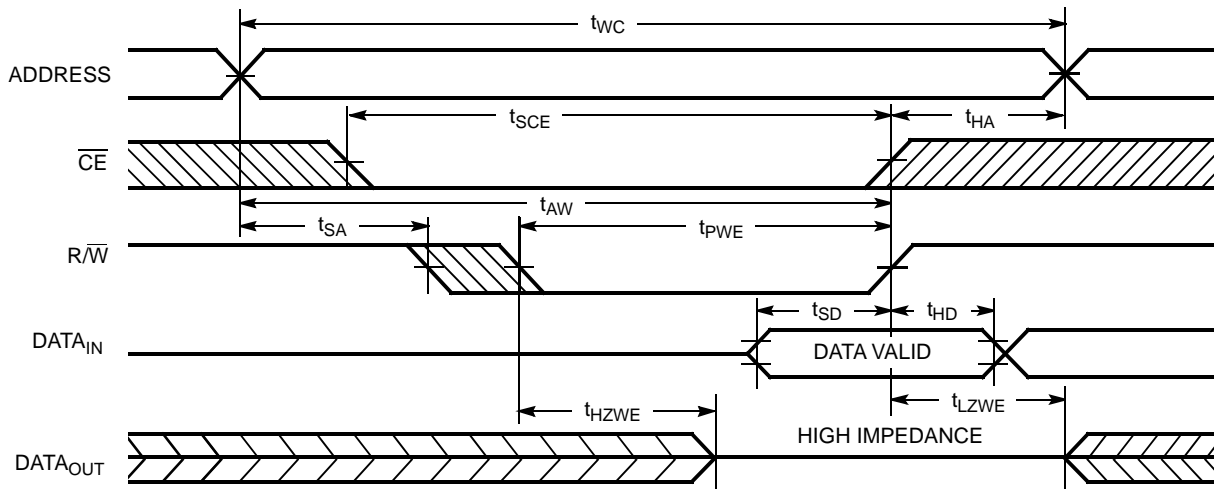 tWC
ADDRESS
tSCE
tHA
CE
tAW
tSA
tPWE
R/W
tSD
tHD
DATAIN
DATA VALID
tHZWE
tLZWE
HIGH IMPEDANCE
DATAOUT